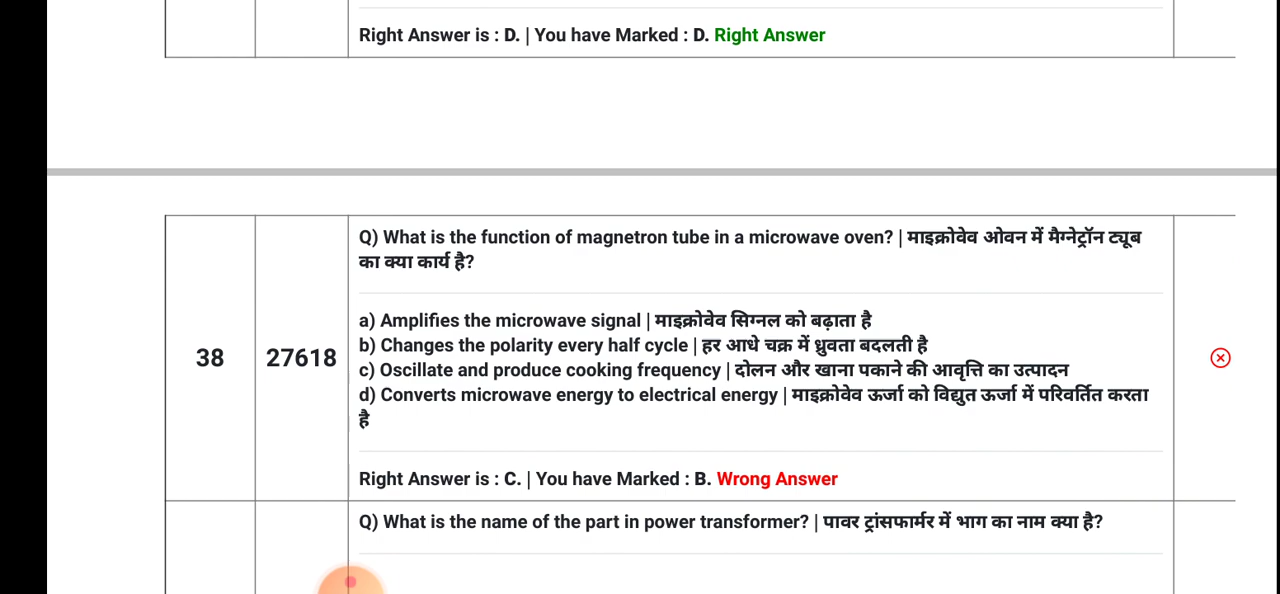 Right Answer is : D. | You have Marked : D. Right Answer
Q) What is the function of magnetron tube in a microwave oven? | माइक्रोवेव ओवन में मैग्नेट्रॉन ट्यूब
का क्या कार्य है?
a) Amplifies the microwave signal | माइक्रोवेव सिग्नल को बढ़ाता है
b) Changes the polarity every half cycle | हर आधे चक्र में ध्रुवता बदलती है
38
27618
c) Oscillate and produce cooking frequency | दोलन और खाना पकाने की आवृत्ति का उत्पादन
d) Converts microwave energy to electrical energy | माइक्रोवेव ऊर्जा को विद्युत ऊर्जा में परिवर्तित करता
है
Right Answer is : C. | You have Marked : B. Wrong Answer
Q) What is the name of the part in power transformer? | पावर ट्रांसफार्मर में भाग का नाम क्या है?